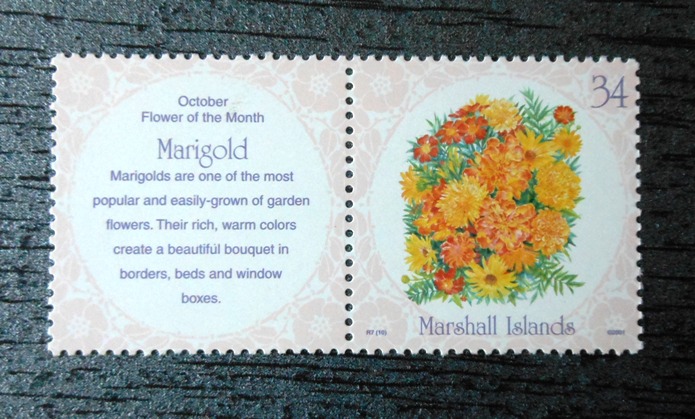 October
Flower of the Month
Marigold
Marigolds are one of the most
popular and easily-grown of garden
flowers. Their rich, warm colors
create a beautiful bouquet in
borders, beds and window
boxes.
34
Marshall Islands